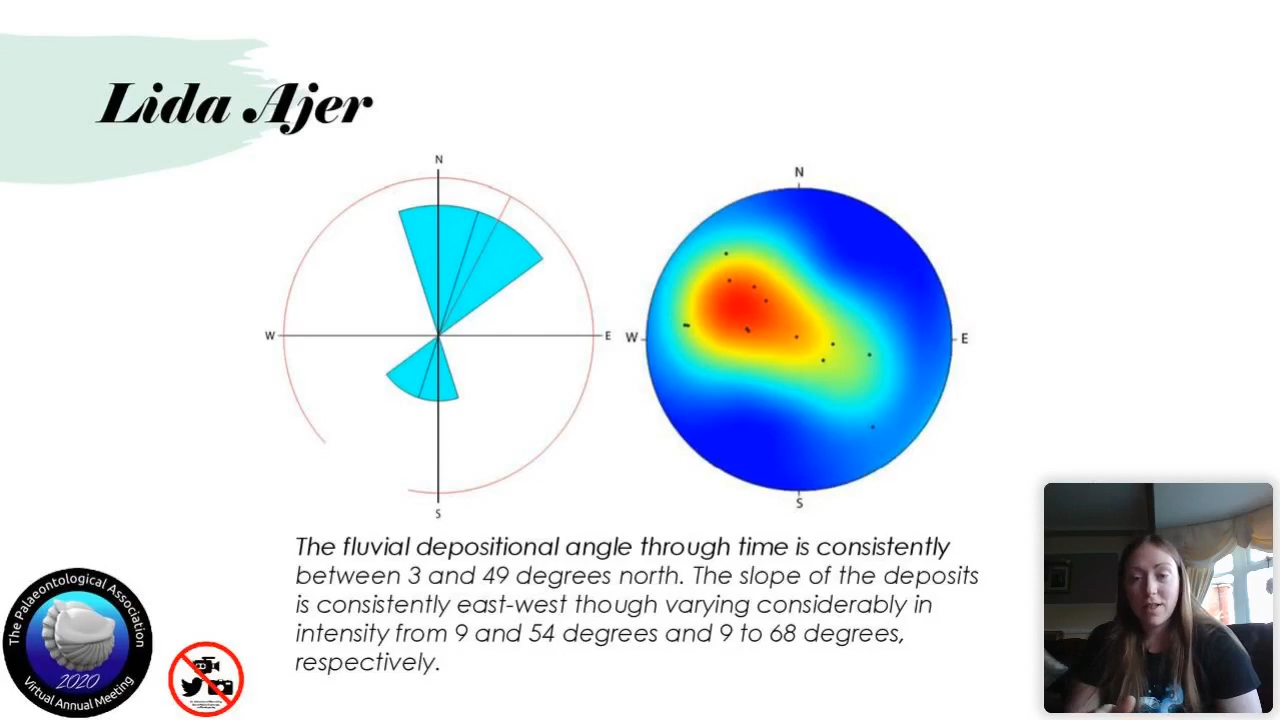 Lida Ajer
N
W
E
S
N
W
E
S
The fluvial depositional angle through time is consistently
between 3 and 49 degrees north. The slope of the deposits
is consistently east-west though varying considerably in
intensity from 9 and 54 degrees and 9 to 68 degrees,
respectively.
The Palaeontological Association
2020
Virtual Annual Meeting